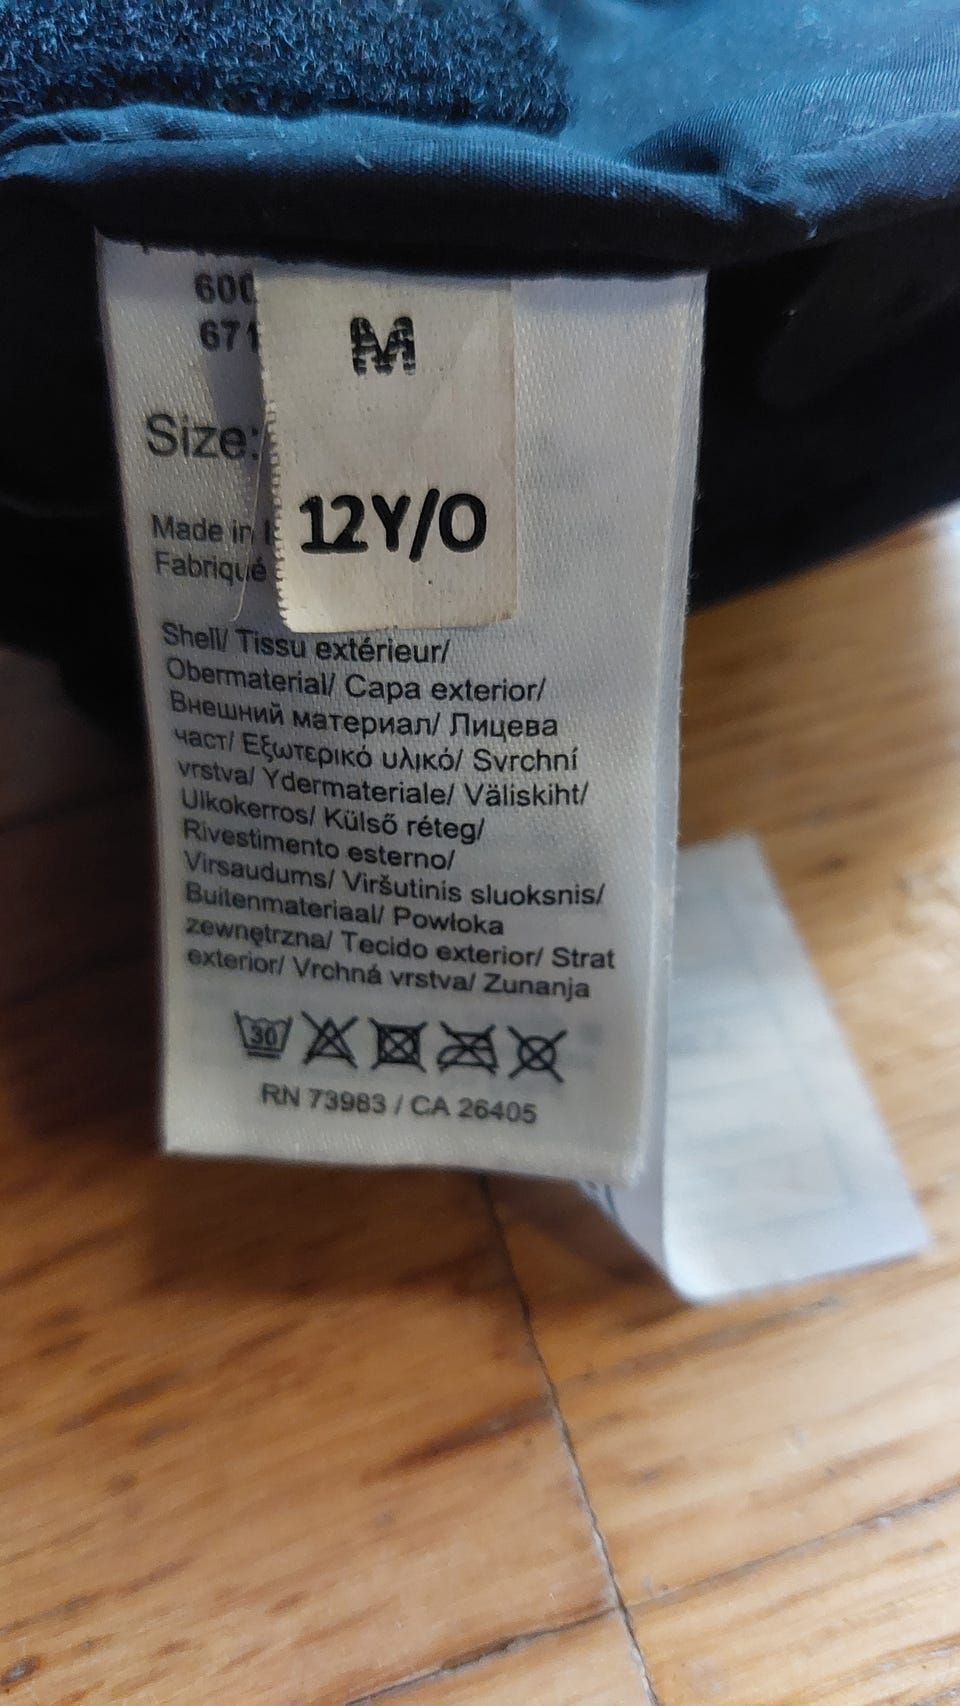 600
671
M
Size:
12Y/O
Made in
Fabriqué
Shell/ Tissu extérieur/
Obermaterial/ Capa exterior/
Внешний материал/ Лицева
част/ Εξωτερικό υλικό/ Svrchní
vrstva/ Ydermateriale/ Väliskiht/
Ulkokerros/ Külső réteg/
Rivestimento esterno/
Virsaudums/ Viršutinis sluoksnis/
Buitenmateriaal/ Powłoka
zewnętrzna/ Tecido exterior/ Strat
exterior/ Vrchná vrstva/ Zunanja
30
RN 73983 / CA 26405